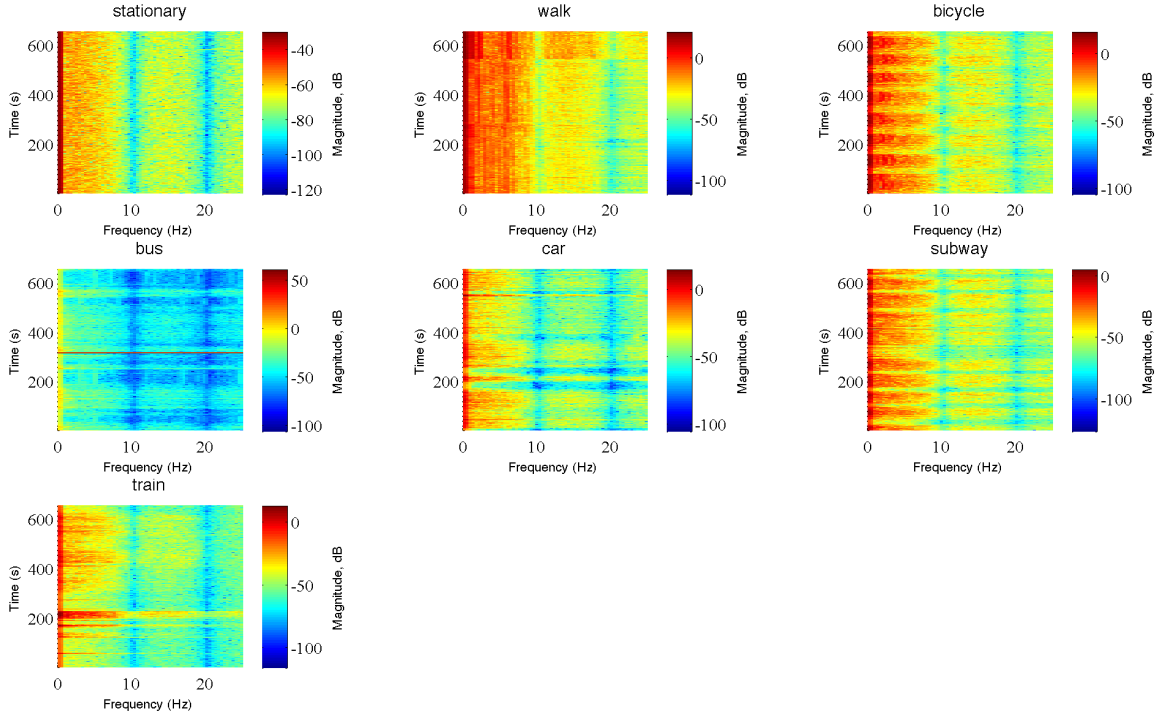 stationary
600
400
200
0 10 20
Time (s)
Frequency (Hz)
-40
-60
-80
-100
-120
Magnitude, dB
walk
600
400
200
0 10 20
Time (s)
Frequency (Hz)
0
-50
-100
Magnitude, dB
bicycle
600
400
200
0 10 20
Time (s)
Frequency (Hz)
0
-50
-100
Magnitude, dB
bus
600
400
200
0 10 20
Time (s)
Frequency (Hz)
50
0
-50
-100
Magnitude, dB
car
600
400
200
0 10 20
Time (s)
Frequency (Hz)
0
-50
-100
Magnitude, dB
subway
600
400
200
0 10 20
Time (s)
Frequency (Hz)
0
-50
-100
Magnitude, dB
train
600
400
200
0 10 20
Time (s)
Frequency (Hz)
0
-50
-100
Magnitude, dB